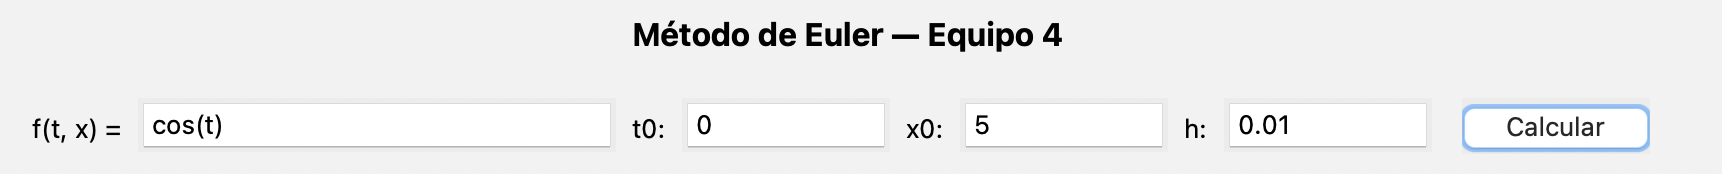 Método de Euler — Equipo 4
f(t, x) = cos(t) t0: 0 x0: 5 h: 0.01 Calcular